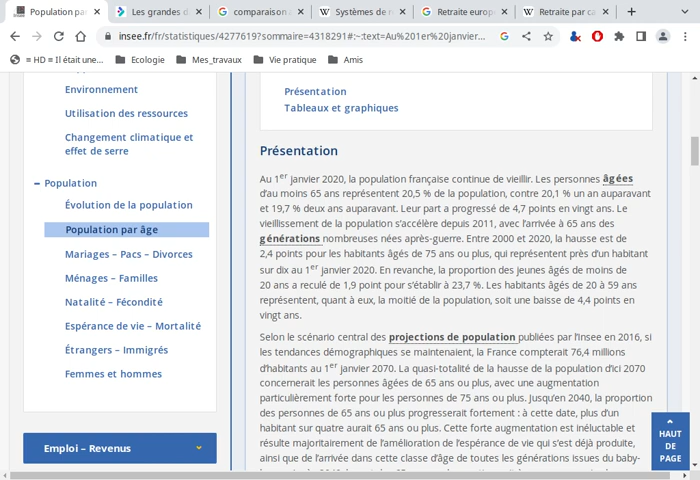 Population pa
Les grandes d
comparaison
Systèmes de r
Retraite europ
Retraite par ca
insee.fr/fr/statistiques/4277619?sommaire=4318291#:~:text=Au%201er%20janvier...
= HD = Il était une...
Ecologie
Mes_travaux
Vie pratique
Amis
Environnement
Utilisation des ressources
Changement climatique et
effet de serre
Population
Évolution de la population
Population par âge
Mariages – Pacs – Divorces
Ménages – Familles
Natalité – Fécondité
Espérance de vie – Mortalité
Étrangers – Immigrés
Femmes et hommes
Emploi – Revenus
Présentation
Tableaux et graphiques
Présentation
Au 1er janvier 2020, la population française continue de vieillir. Les personnes âgées
d’au moins 65 ans représentent 20,5 % de la population, contre 20,1 % un an auparavant
et 19,7 % deux ans auparavant. Leur part a progressé de 4,7 points en vingt ans. Le
vieillissement de la population s’accélère depuis 2011, avec l’arrivée à 65 ans des
générations nombreuses nées après-guerre. Entre 2000 et 2020, la hausse est de
2,4 points pour les habitants âgés de 75 ans ou plus, qui représentent près d’un habitant
sur dix au 1er janvier 2020. En revanche, la proportion des jeunes âgés de moins de
20 ans a reculé de 1,9 point pour s’établir à 23,7 %. Les habitants âgés de 20 à 59 ans
représentent, quant à eux, la moitié de la population, soit une baisse de 4,4 points en
vingt ans.
Selon le scénario central des projections de population publiées par l’Insee en 2016, si
les tendances démographiques se maintenaient, la France compterait 76,4 millions
d’habitants au 1er janvier 2070. La quasi-totalité de la hausse de la population d’ici 2070
concernerait les personnes âgées de 65 ans ou plus, avec une augmentation
particulièrement forte pour les personnes de 75 ans ou plus. Jusqu’en 2040, la proportion
des personnes de 65 ans ou plus progresserait fortement : à cette date, plus d’un
habitant sur quatre aurait 65 ans ou plus. Cette forte augmentation est inéluctable et
résulte majoritairement de l’amélioration de l’espérance de vie qui s’est déjà produite,
ainsi que de l’arrivée dans cette classe d’âge de toutes les générations issues du baby-
HAUT
DE
PAGE